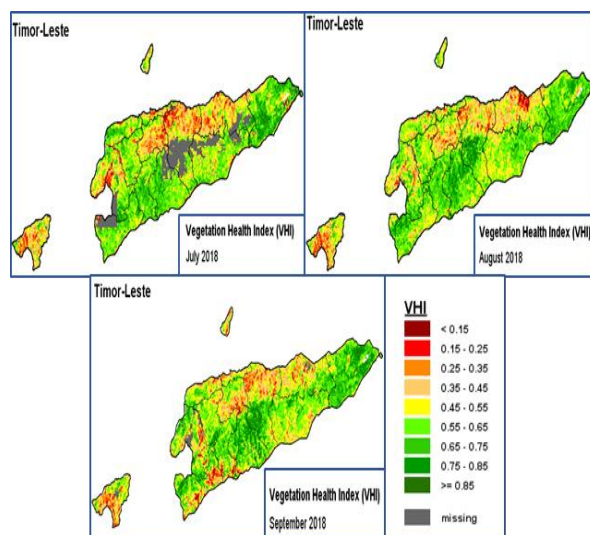 Timor-Leste
Vegetation Health Index (VHI)
July 2018
Timor-Leste
Vegetation Health Index (VHI)
August 2018
Timor-Leste
Vegetation Health Index (VHI)
September 2018
VHI
< 0.15
0.15 - 0.25
0.25 - 0.35
0.35 - 0.45
0.45 - 0.55
0.55 - 0.65
0.65 - 0.75
0.75 - 0.85
>= 0.85
missing